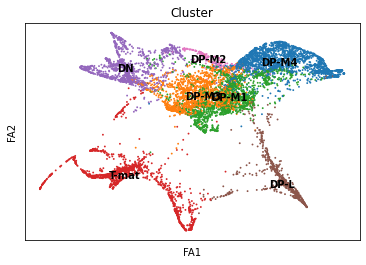 Cluster
DP-M2
DN
DP-M4
DP-M3
DP-M1
T-mat
DP-L
FA2
FA1